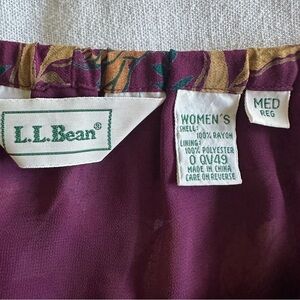 L.L.Bean®
WOMEN'S
SHELL:
100% RAYON
LINING:
100% POLYESTER
0 QV49
MADE IN CHINA
CARE ON REVERSE
MED
REG